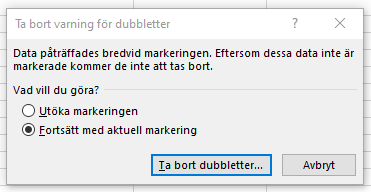 Ta bort varning för dubbletter
?
Data påträffades bredvid markeringen. Eftersom dessa data inte är
markerade kommer de inte att tas bort.
Vad vill du göra?
Utöka markeringen
Fortsätt med aktuell markering
Ta bort dubbletter...
Avbryt